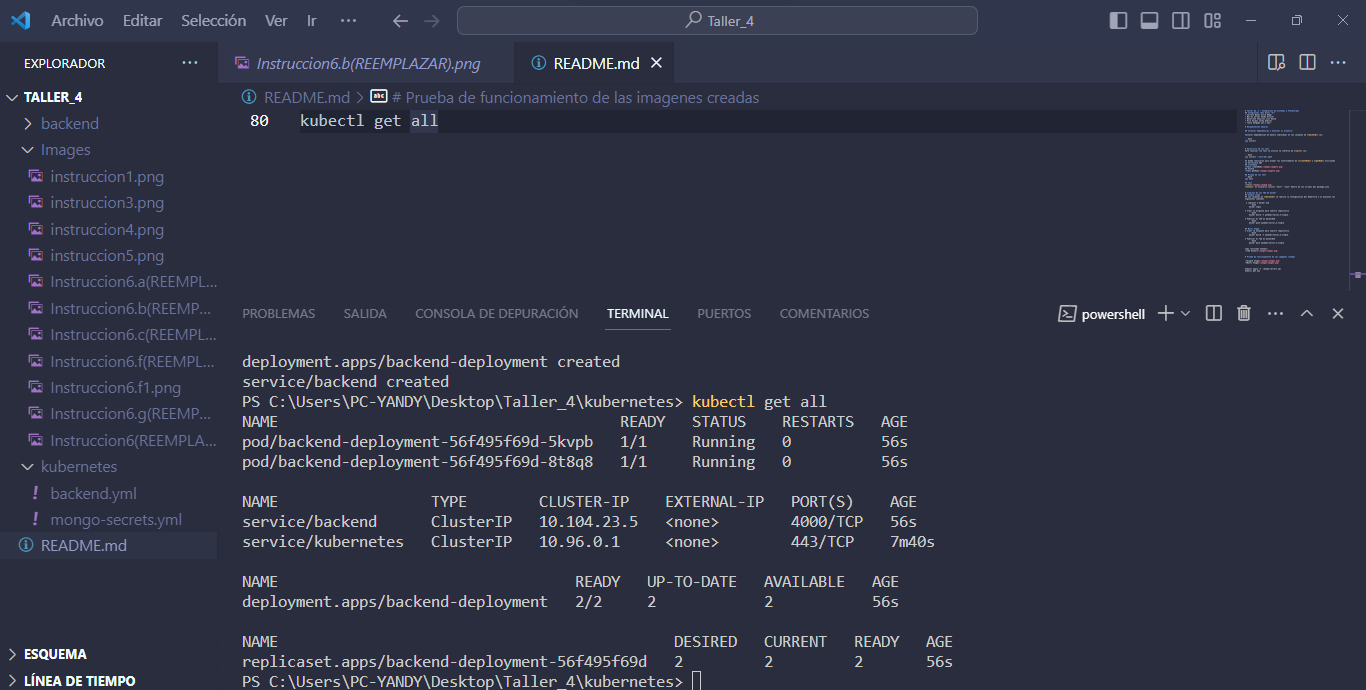 Archivo Editar Selección Ver Ir ··· Taller_4
EXPLORADOR ···
TALLER_4
backend
Images
instruccion1.png
instruccion3.png
instruccion4.png
instruccion5.png
Instruccion6.a(REEMPL...
Instruccion6.b(REEMP...
Instruccion6.c(REEMPL...
Instruccion6.f(REEMPL...
Instruccion6.f1.png
Instruccion6.g(REEMP...
Instruccion6(REEMPLA...
kubernetes
! backend.yml
! mongo-secrets.yml
README.md
ESQUEMA
LÍNEA DE TIEMPO
Instruccion6.b(REEMPLAZAR).png README.md
README.md > abc # Prueba de funcionamiento de las imagenes creadas
80 kubectl get all
PROBLEMAS SALIDA CONSOLA DE DEPURACIÓN TERMINAL PUERTOS COMENTARIOS powershell
deployment.apps/backend-deployment created
service/backend created
PS C:\Users\PC-YANDY\Desktop\Taller_4\kubernetes> kubectl get all
NAME READY STATUS RESTARTS AGE
pod/backend-deployment-56f495f69d-5kvpb 1/1 Running 0 56s
pod/backend-deployment-56f495f69d-8t8q8 1/1 Running 0 56s
NAME TYPE CLUSTER-IP EXTERNAL-IP PORT(S) AGE
service/backend ClusterIP 10.104.23.5 <none> 4000/TCP 56s
service/kubernetes ClusterIP 10.96.0.1 <none> 443/TCP 7m40s
NAME READY UP-TO-DATE AVAILABLE AGE
deployment.apps/backend-deployment 2/2 2 2 56s
NAME DESIRED CURRENT READY AGE
replicaset.apps/backend-deployment-56f495f69d 2 2 2 56s
PS C:\Users\PC-YANDY\Desktop\Taller_4\kubernetes>